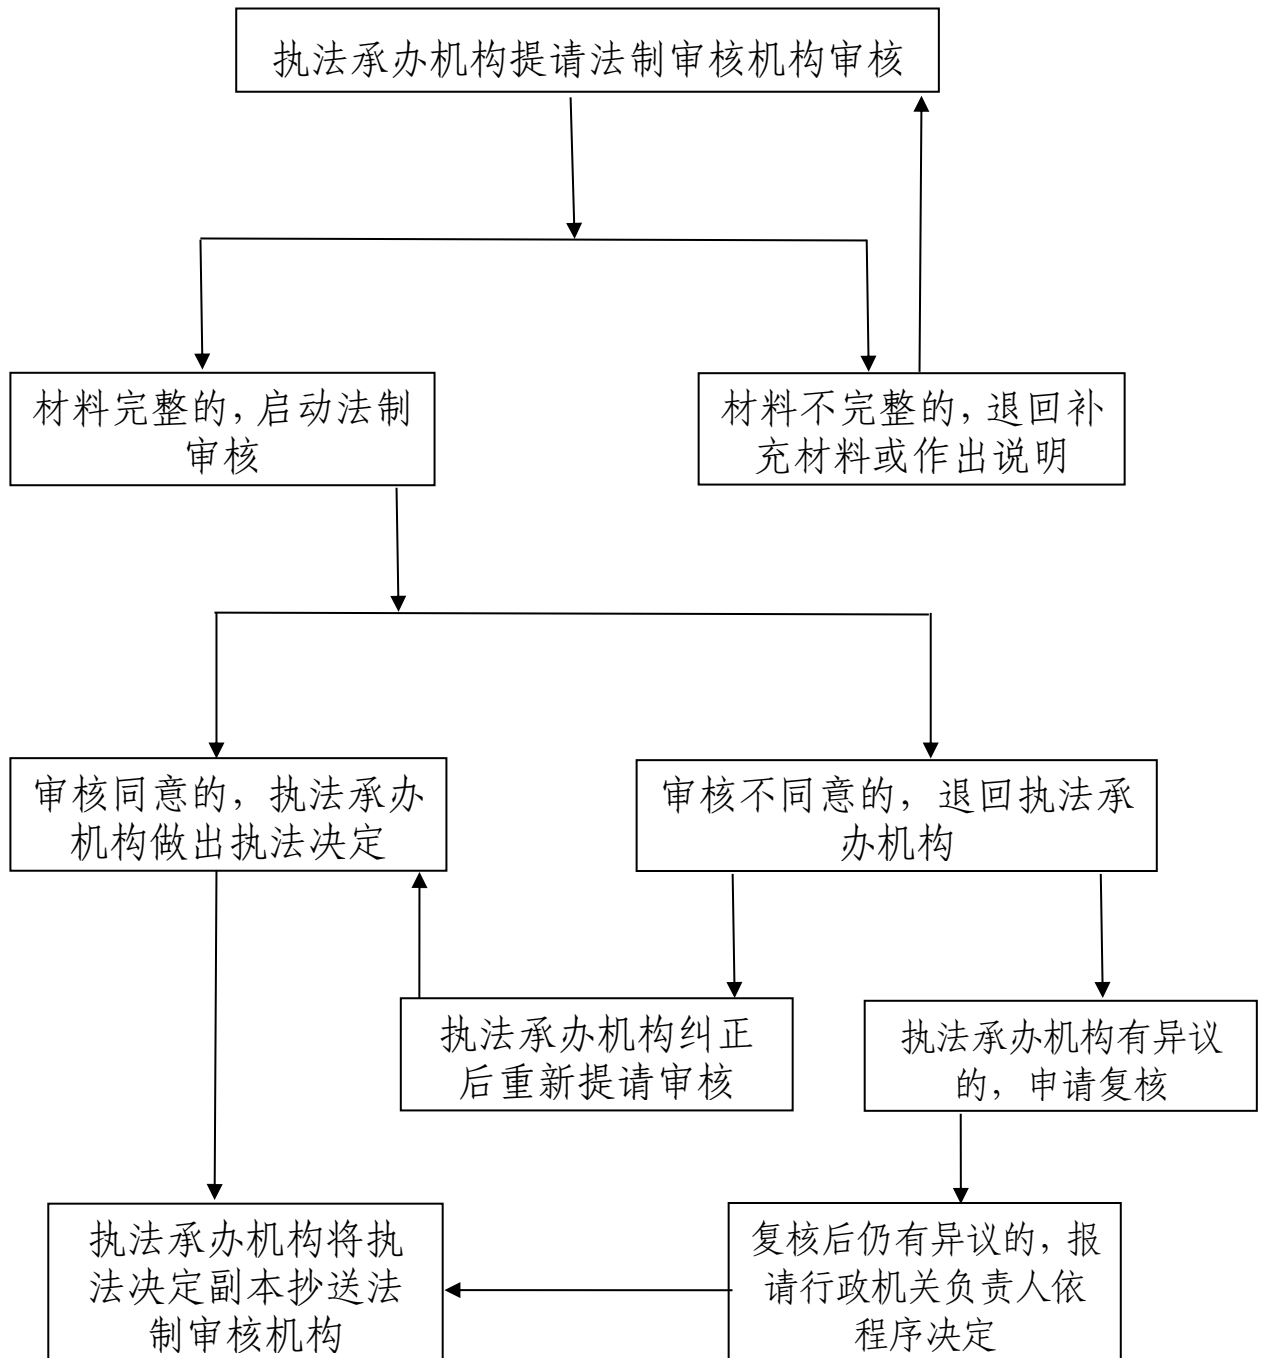 执法承办机构提请法制审核机构审核
材料完整的，启动法制
审核
材料不完整的，退回补
充材料或作出说明
审核同意的，执法承办
机构做出执法决定
审核不同意的，退回执法承
办机构
执法承办机构纠正
后重新提请审核
执法承办机构有异议
的，申请复核
执法承办机构将执
法决定副本抄送法
制审核机构
复核后仍有异议的，报
请行政机关负责人依
程序决定